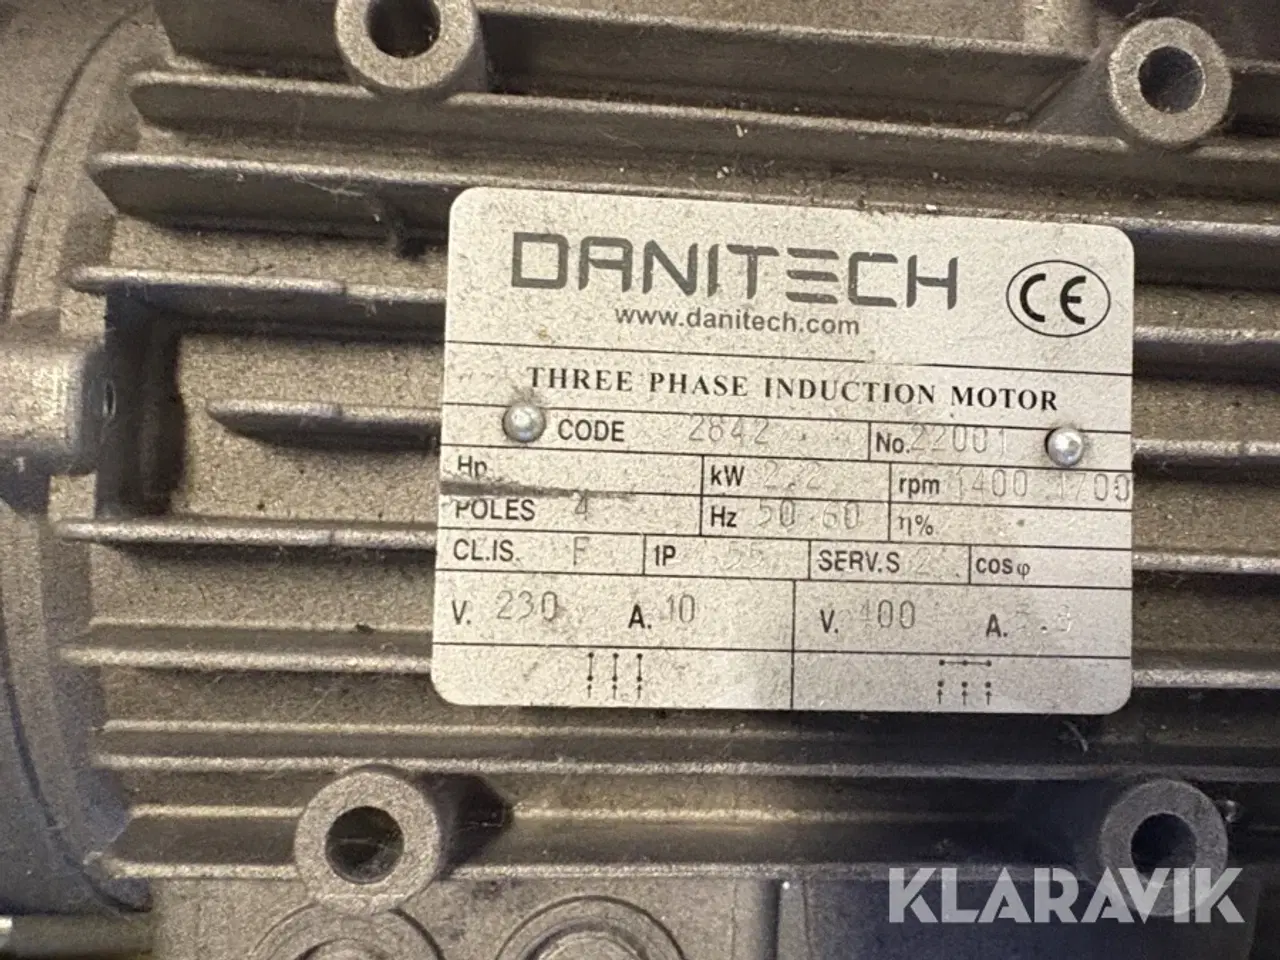 DANITECH
www.danitech.com
CE
THREE PHASE INDUCTION MOTOR
CODE 2842 No. 22001
Hp kW 2.2 rpm 1400 1700
POLES 4 Hz 50.60 η%
CL.IS. F IP 55 SERV.S cosφ
V. 230 A. 10 V. 400 A.
KLARAVIK